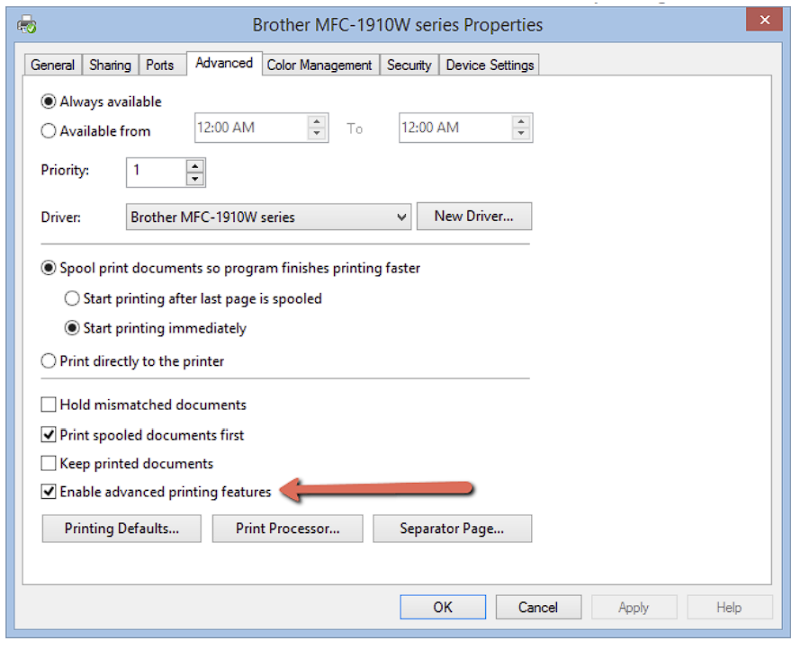 Brother MFC-1910W series Properties
General Sharing Ports Advanced Color Management Security Device Settings
Always available
Available from 12:00 AM To 12:00 AM
Priority: 1
Driver: Brother MFC-1910W series New Driver...
Spool print documents so program finishes printing faster
Start printing after last page is spooled
Start printing immediately
Print directly to the printer
Hold mismatched documents
Print spooled documents first
Keep printed documents
Enable advanced printing features
Printing Defaults... Print Processor... Separator Page...
OK Cancel Apply Help